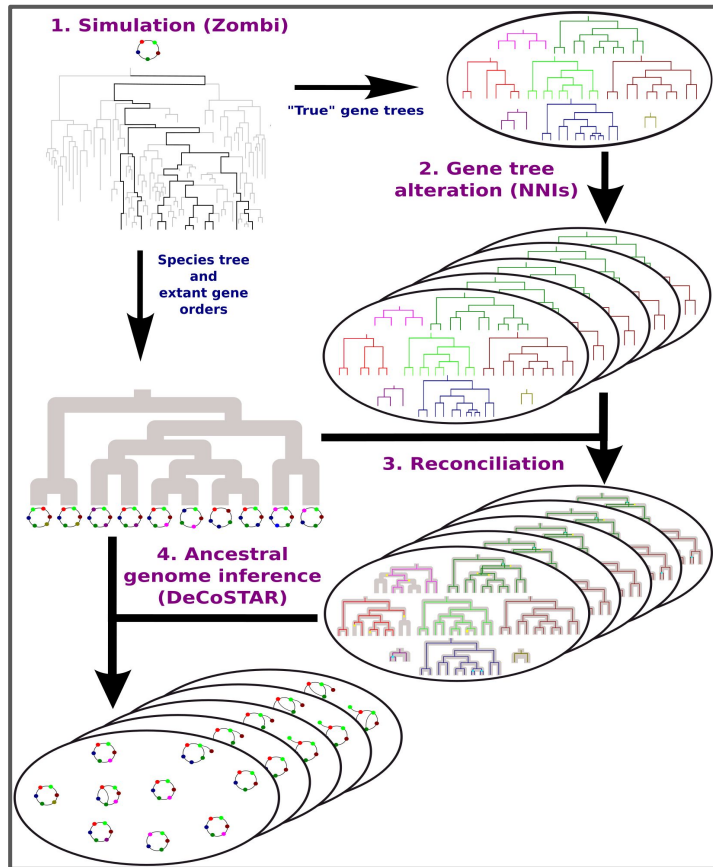 1. Simulation (Zombi)
"True" gene trees
2. Gene tree
alteration (NNIs)
Species tree
and
extant gene
orders
3. Reconciliation
4. Ancestral
genome inference
(DeCoSTAR)